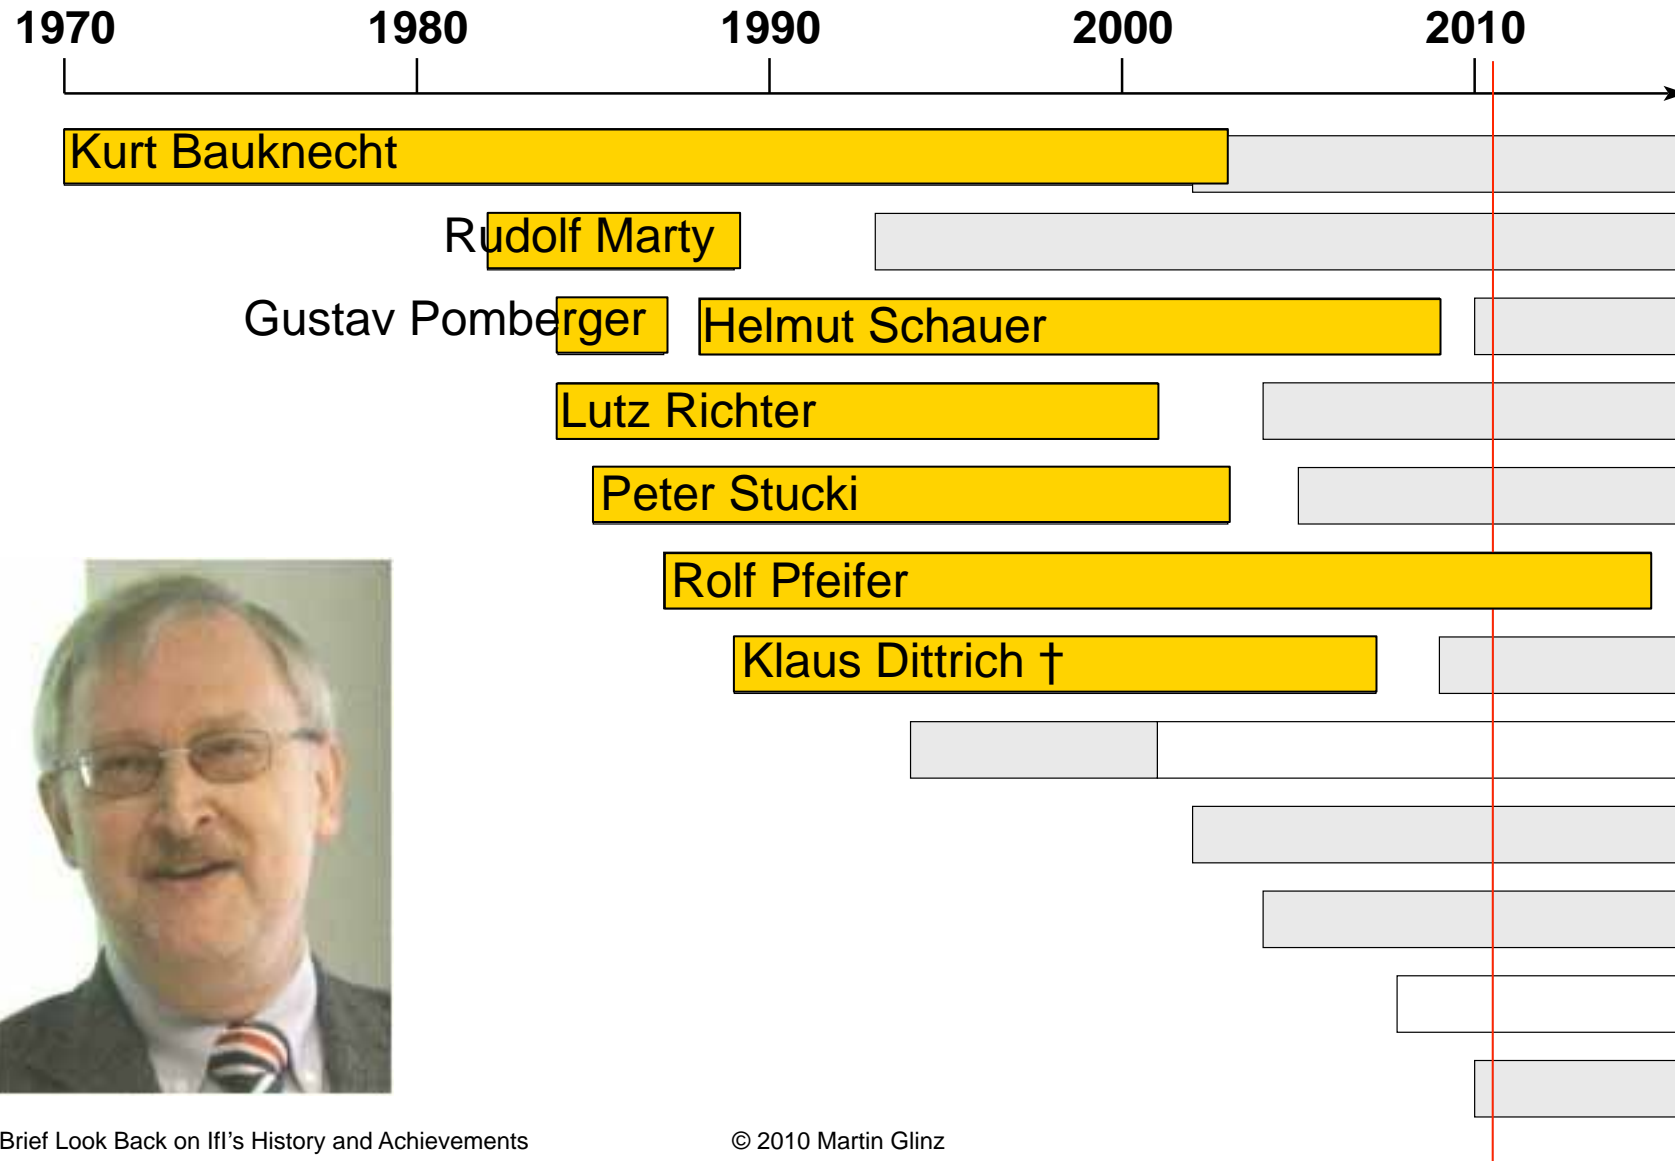 1970 1980 1990 2000 2010
Kurt Bauknecht
Rudolf Marty
Gustav Pomberger Helmut Schauer
Lutz Richter
Peter Stucki
Rolf Pfeifer
Klaus Dittrich †
Brief Look Back on IfI's History and Achievements © 2010 Martin Glinz